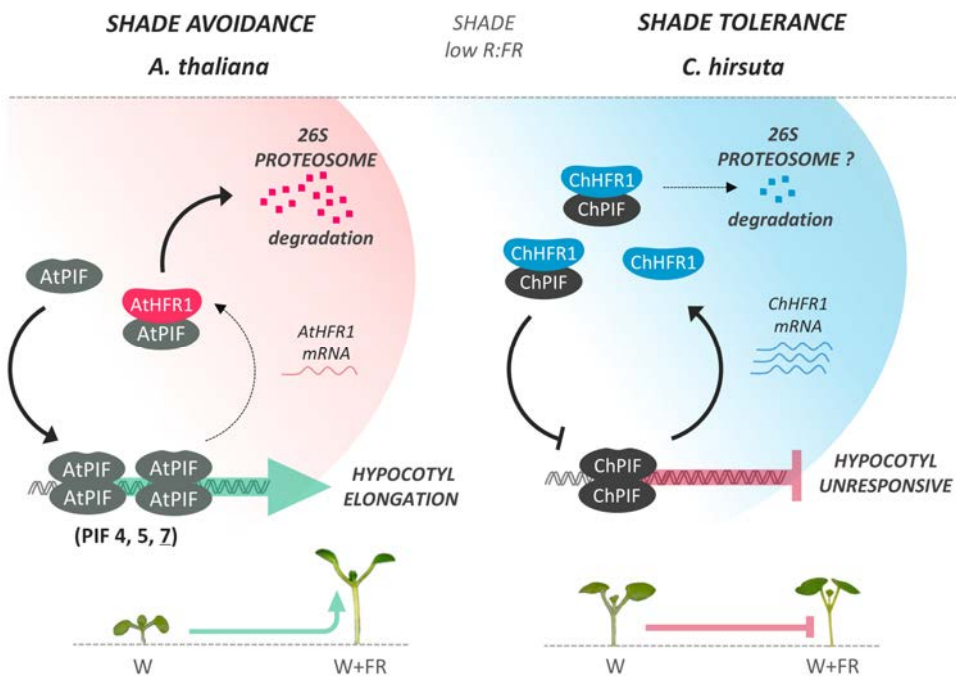 SHADE AVOIDANCE
A. thaliana
SHADE
low R:FR
SHADE TOLERANCE
C. hirsuta
26S
PROTEOSOME
degradation
AtPIF
AtHFR1
AtPIF
AtHFR1
mRNA
AtPIF
AtPIF
AtPIF
AtPIF
(PIF 4, 5, 7)
HYPOCOTYL
ELONGATION
W
W+FR
26S
PROTEOSOME ?
degradation
ChHFR1
ChPIF
ChHFR1
ChPIF
ChHFR1
ChHFR1
mRNA
ChPIF
ChPIF
HYPOCOTYL
UNRESPONSIVE
W
W+FR